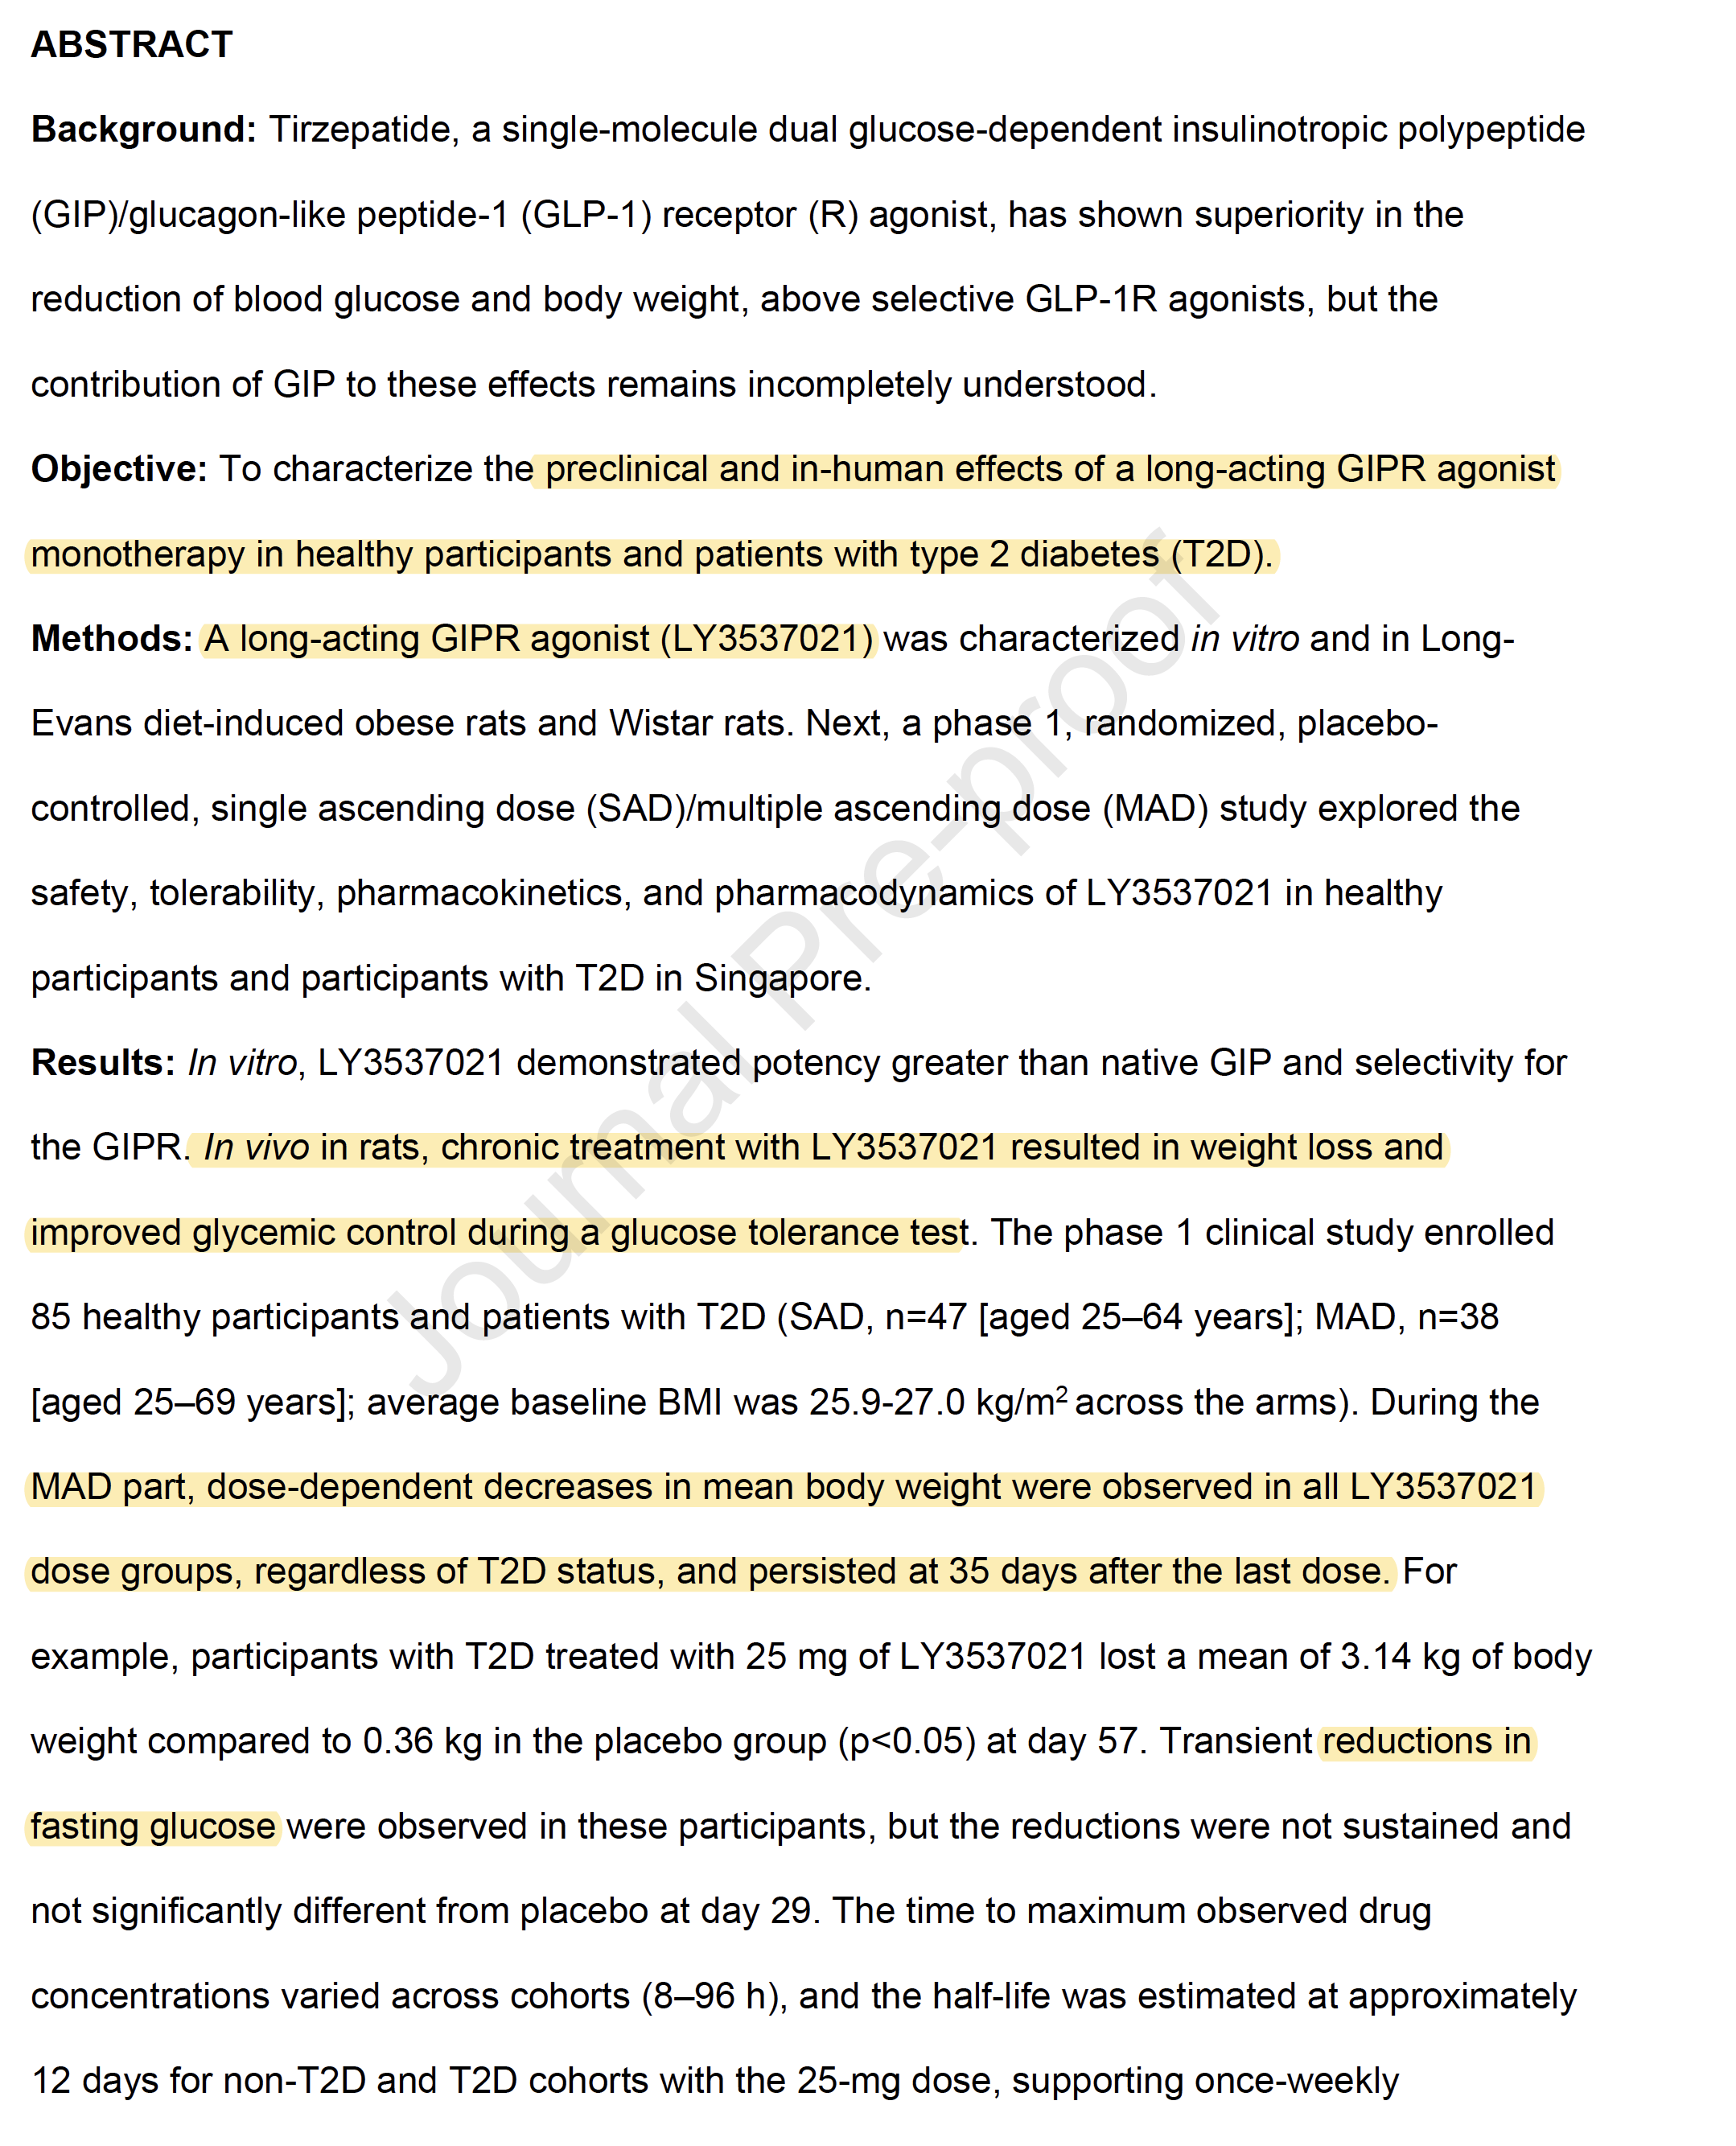 ABSTRACT
Background: Tirzepatide, a single-molecule dual glucose-dependent insulinotropic polypeptide
(GIP)/glucagon-like peptide-1 (GLP-1) receptor (R) agonist, has shown superiority in the
reduction of blood glucose and body weight, above selective GLP-1R agonists, but the
contribution of GIP to these effects remains incompletely understood.
Objective: To characterize the preclinical and in-human effects of a long-acting GIPR agonist
monotherapy in healthy participants and patients with type 2 diabetes (T2D).
Methods: A long-acting GIPR agonist (LY3537021) was characterized in vitro and in Long-
Evans diet-induced obese rats and Wistar rats. Next, a phase 1, randomized, placebo-
controlled, single ascending dose (SAD)/multiple ascending dose (MAD) study explored the
safety, tolerability, pharmacokinetics, and pharmacodynamics of LY3537021 in healthy
participants and participants with T2D in Singapore.
Results: In vitro, LY3537021 demonstrated potency greater than native GIP and selectivity for
the GIPR. In vivo in rats, chronic treatment with LY3537021 resulted in weight loss and
improved glycemic control during a glucose tolerance test. The phase 1 clinical study enrolled
85 healthy participants and patients with T2D (SAD, n=47 [aged 25–64 years]; MAD, n=38
[aged 25–69 years]; average baseline BMI was 25.9-27.0 kg/m² across the arms). During the
MAD part, dose-dependent decreases in mean body weight were observed in all LY3537021
dose groups, regardless of T2D status, and persisted at 35 days after the last dose. For
example, participants with T2D treated with 25 mg of LY3537021 lost a mean of 3.14 kg of body
weight compared to 0.36 kg in the placebo group (p<0.05) at day 57. Transient reductions in
fasting glucose were observed in these participants, but the reductions were not sustained and
not significantly different from placebo at day 29. The time to maximum observed drug
concentrations varied across cohorts (8–96 h), and the half-life was estimated at approximately
12 days for non-T2D and T2D cohorts with the 25-mg dose, supporting once-weekly
Journal Pre-proof